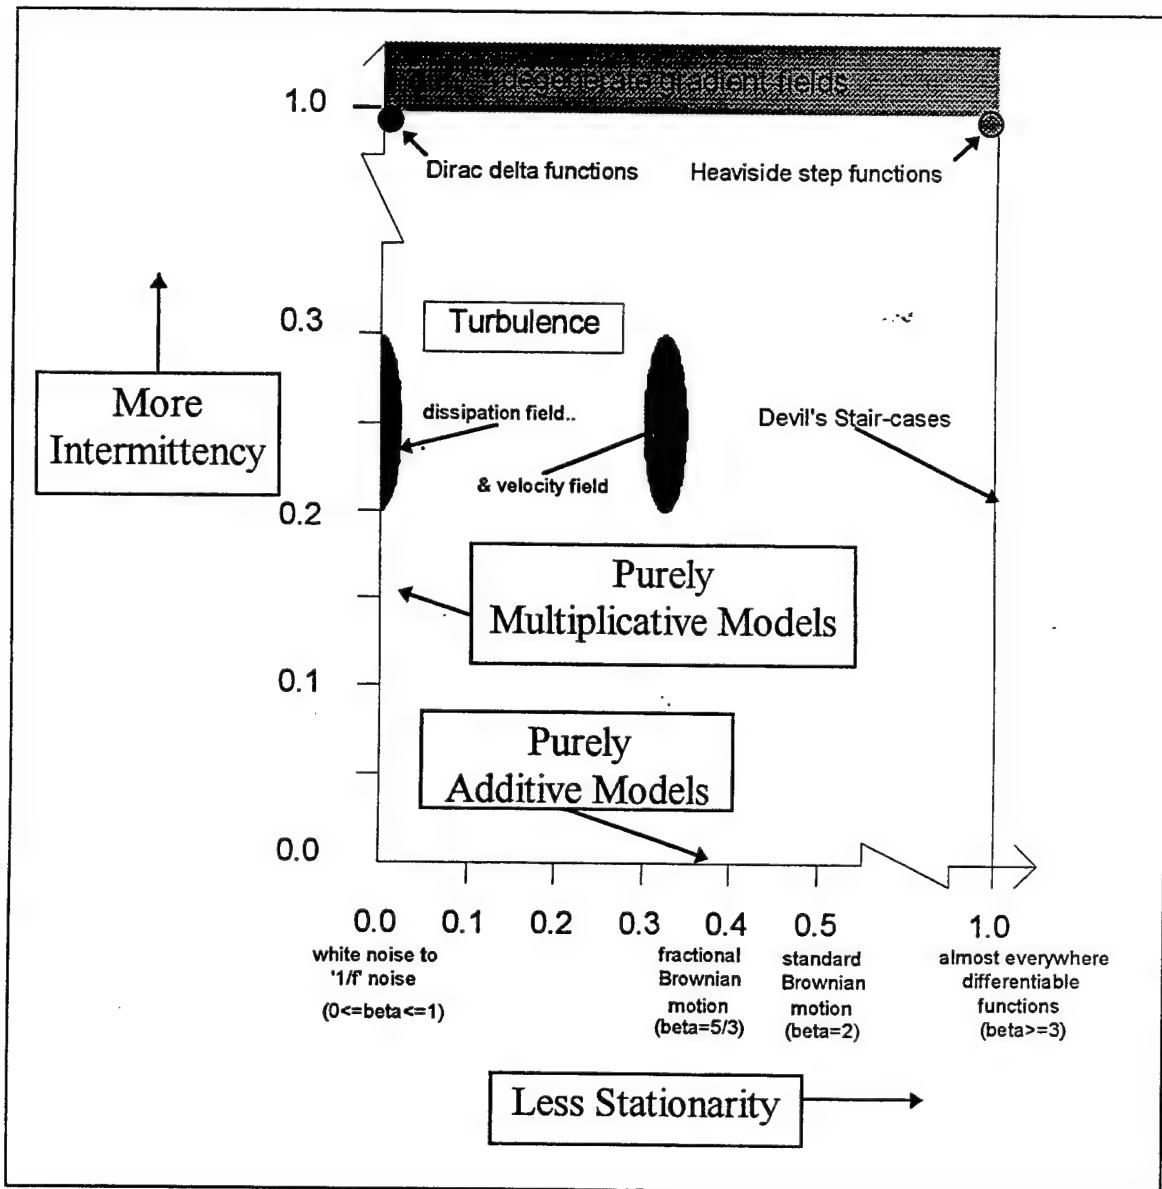 degenerate gradient fields
1.0
Dirac delta functions
Heaviside step functions
0.3
Turbulence
More
Intermittency
dissipation field..
Devil's Stair-cases
& velocity field
0.2
Purely
Multiplicative Models
0.1
Purely
Additive Models
0.0
0.0 0.1 0.2 0.3 0.4 0.5 1.0
white noise to
'1/f' noise
(0<=beta<=1)
fractional
Brownian
motion
(beta=5/3)
standard
Brownian
motion
(beta=2)
almost everywhere
differentiable
functions
(beta>=3)
Less Stationarity